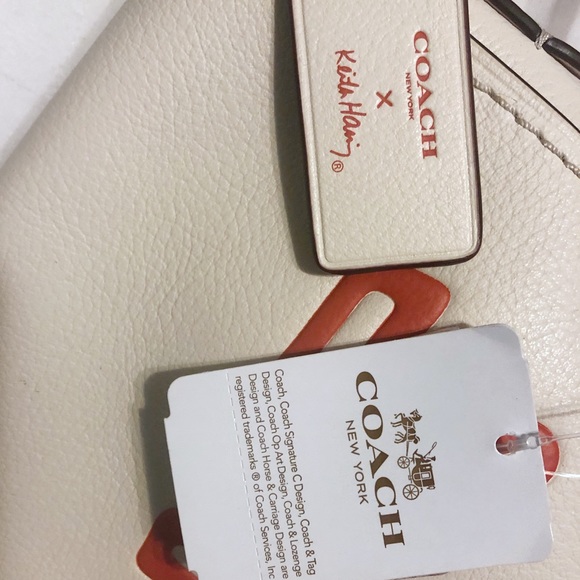 COACH
NEW YORK
X
Keith Haring®
COACH
NEW YORK
Coach, Coach Signature C Design, Coach & Tag
Design, Coach Op Art Design, Coach & Lozenge
Design and Coach Horse & Carriage Design are
registered trademarks ® of Coach Services, Inc